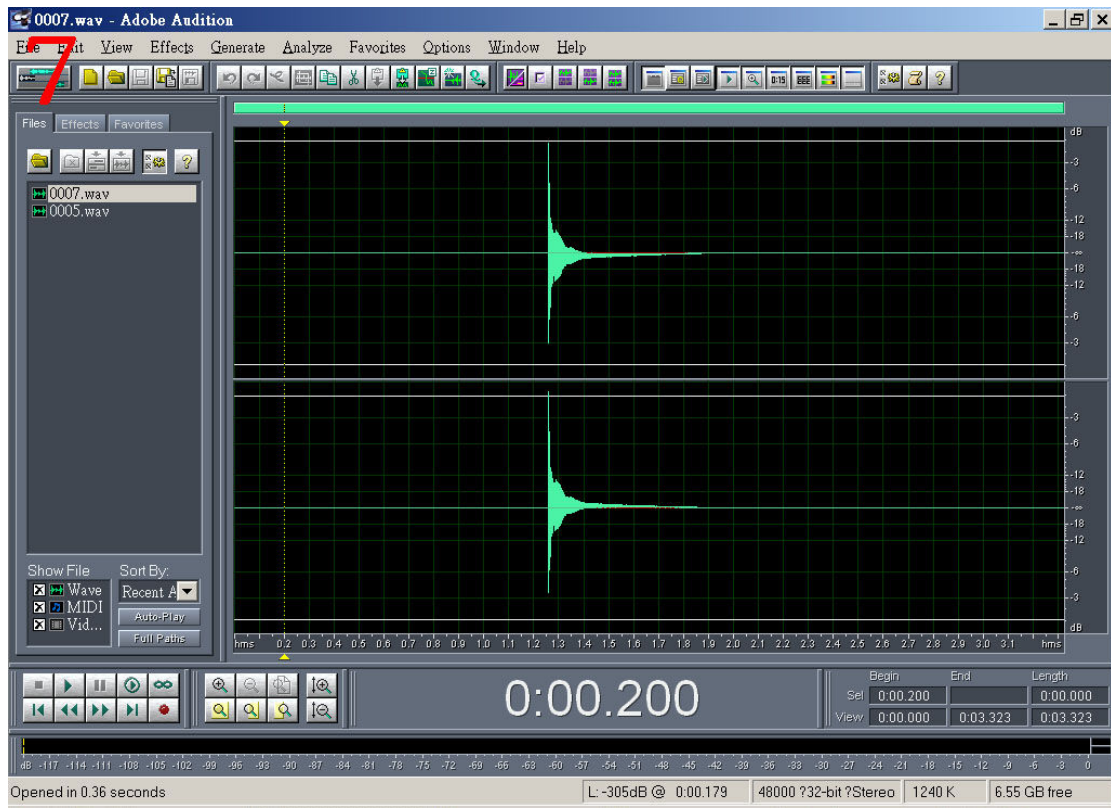 0007.wav - Adobe Audition
7
File Edit View Effects Generate Analyze Favorites Options Window Help
Files Effects Favorites
0007.wav
0005.wav
dB
-3
-6
-12
-18
-∞
-18
-12
-6
-3
-3
-6
-12
-18
-∞
-18
-12
-6
-3
dB
Show File Sort By:
Wave Recent A
MIDI Auto-Play
Vid... Full Paths
hms 0.2 0.3 0.4 0.5 0.6 0.7 0.8 0.9 1.0 1.1 1.2 1.3 1.4 1.5 1.6 1.7 1.8 1.9 2.0 2.1 2.2 2.3 2.4 2.5 2.6 2.7 2.8 2.9 3.0 3.1 hms
0:00.200
Begin End Length
Sel 0:00.200 0:00.000
View 0:00.000 0:03.323 0:03.323
dB -117 -114 -111 -108 -105 -102 -99 -96 -93 -90 -87 -84 -81 -78 -75 -72 -69 -66 -63 -60 -57 -54 -51 -48 -45 -42 -39 -36 -33 -30 -27 -24 -21 -18 -15 -12 -9 -6 -3 0
Opened in 0.36 seconds L: -305dB @ 0:00.179 48000 ?32-bit ?Stereo 1240 K 6.55 GB free